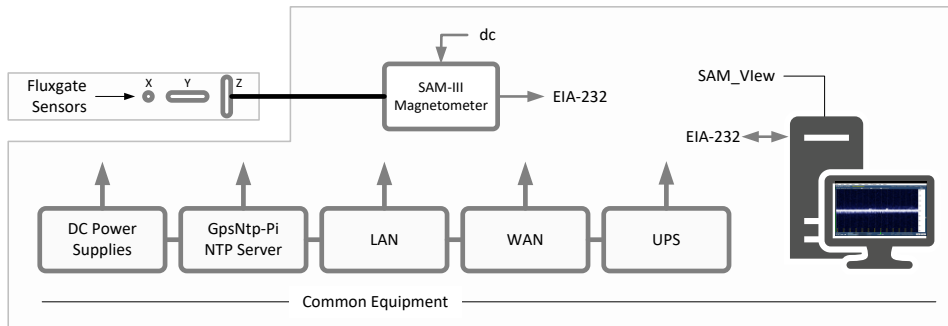 dc
Fluxgate
Sensors
X
Y
Z
SAM-III
Magnetometer
EIA-232
SAM_VIew
EIA-232
DC Power
Supplies
GpsNtp-Pi
NTP Server
LAN
WAN
UPS
Common Equipment